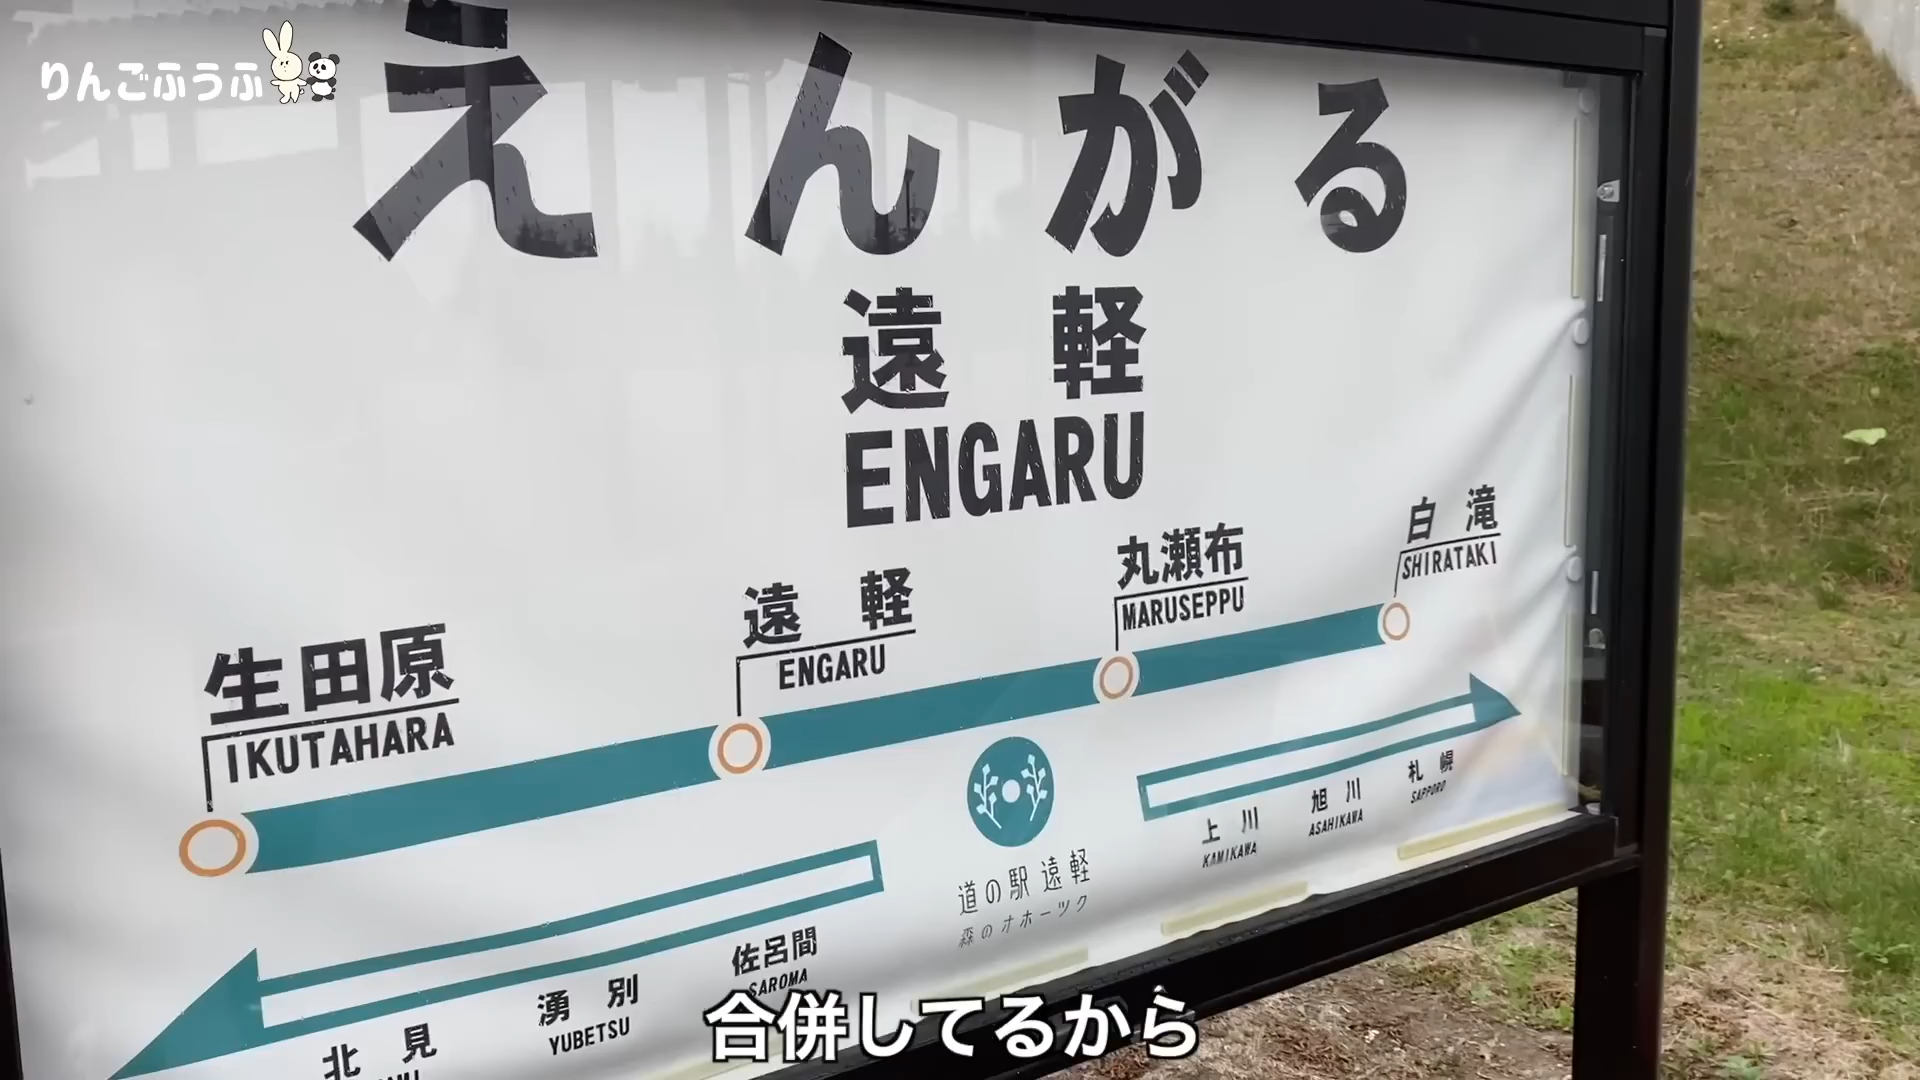 りんごふうふ
えんがる
遠軽
ENGARU
白滝
SHIRATAKI
丸瀬布
MARUSEPPU
遠軽
ENGARU
生田原
IKUTAHARA
札幌
SAPPORO
旭川
ASAHIKAWA
上川
KAMIKAWA
道の駅 遠軽
森のオホーツク
佐呂間
SAROMA
湧別
YUBETSU
北見
合併してるから